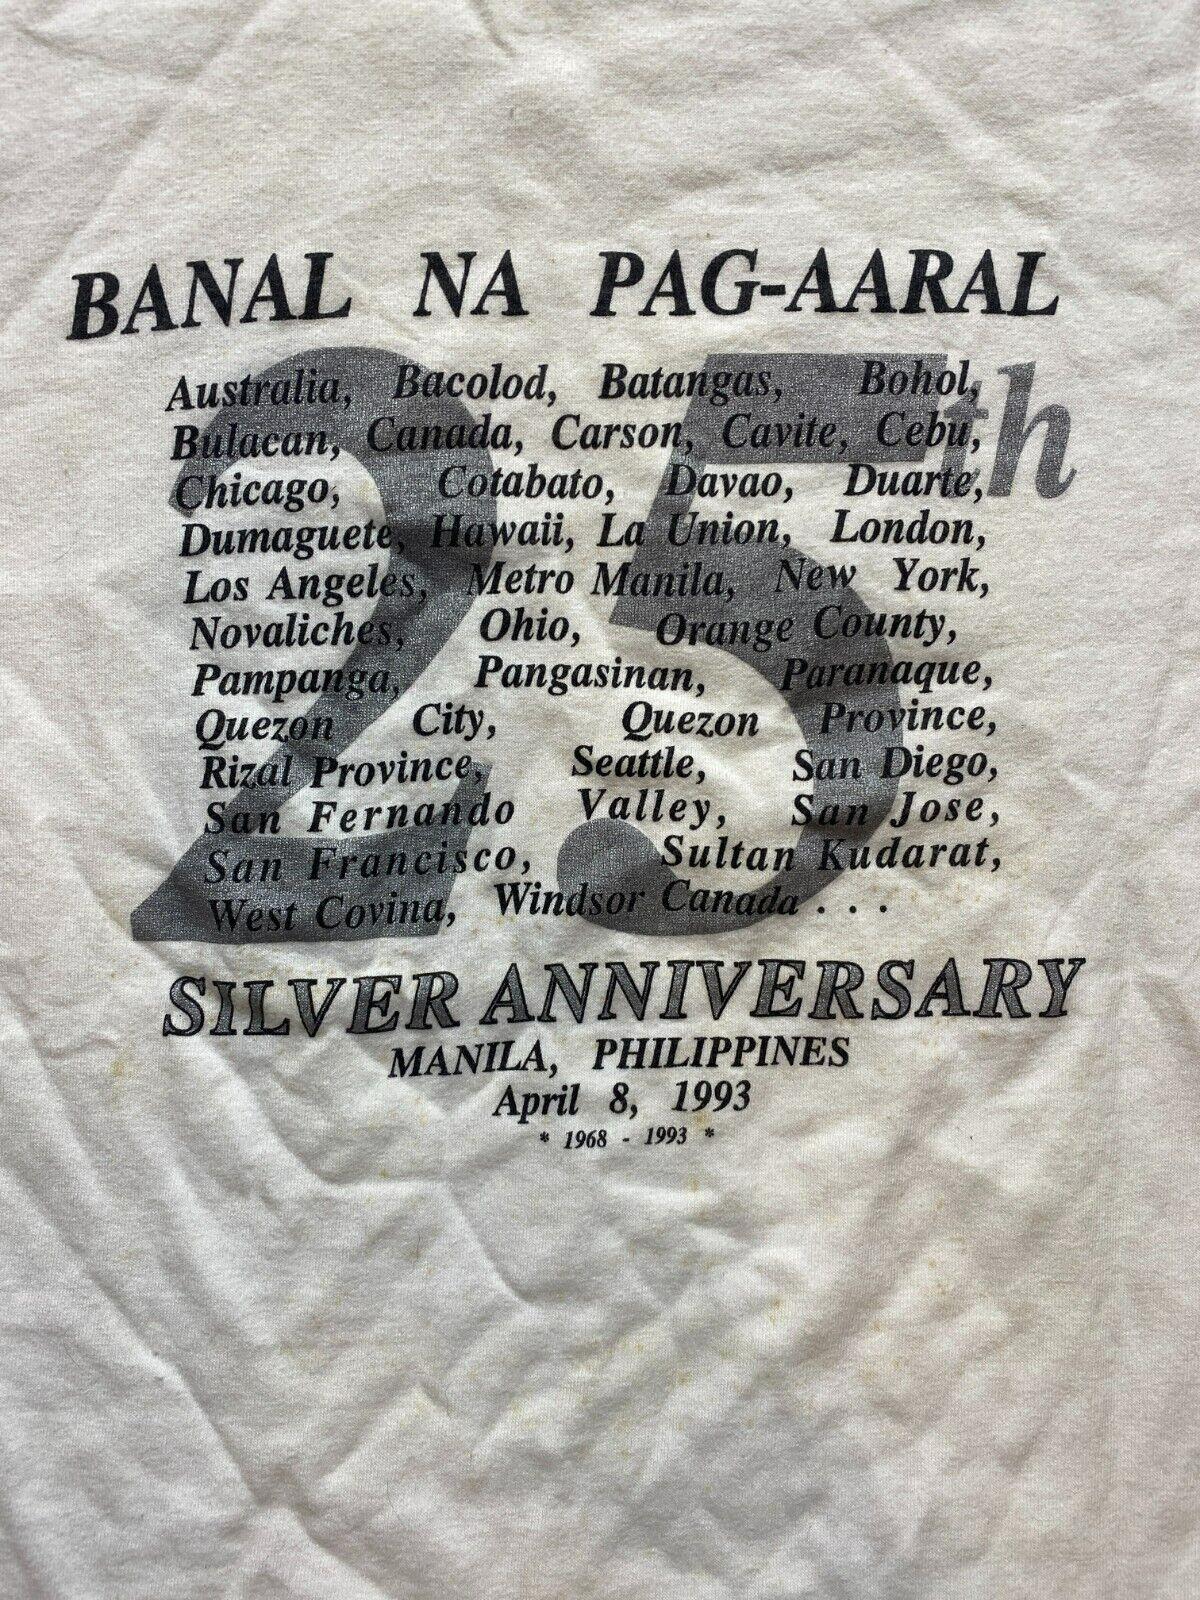 BANAL NA PAG-AARAL
25th
Australia, Bacolod, Batangas, Bohol,
Bulacan, Canada, Carson, Cavite, Cebu,
Chicago, Cotabato, Davao, Duarte,
Dumaguete, Hawaii, La Union, London,
Los Angeles, Metro Manila, New York,
Novaliches, Ohio, Orange County,
Pampanga, Pangasinan, Paranaque,
Quezon City, Quezon Province,
Rizal Province, Seattle, San Diego,
San Fernando Valley, San Jose,
San Francisco, Sultan Kudarat,
West Covina, Windsor Canada . . .
SILVER ANNIVERSARY
MANILA, PHILIPPINES
April 8, 1993
* 1968 - 1993 *